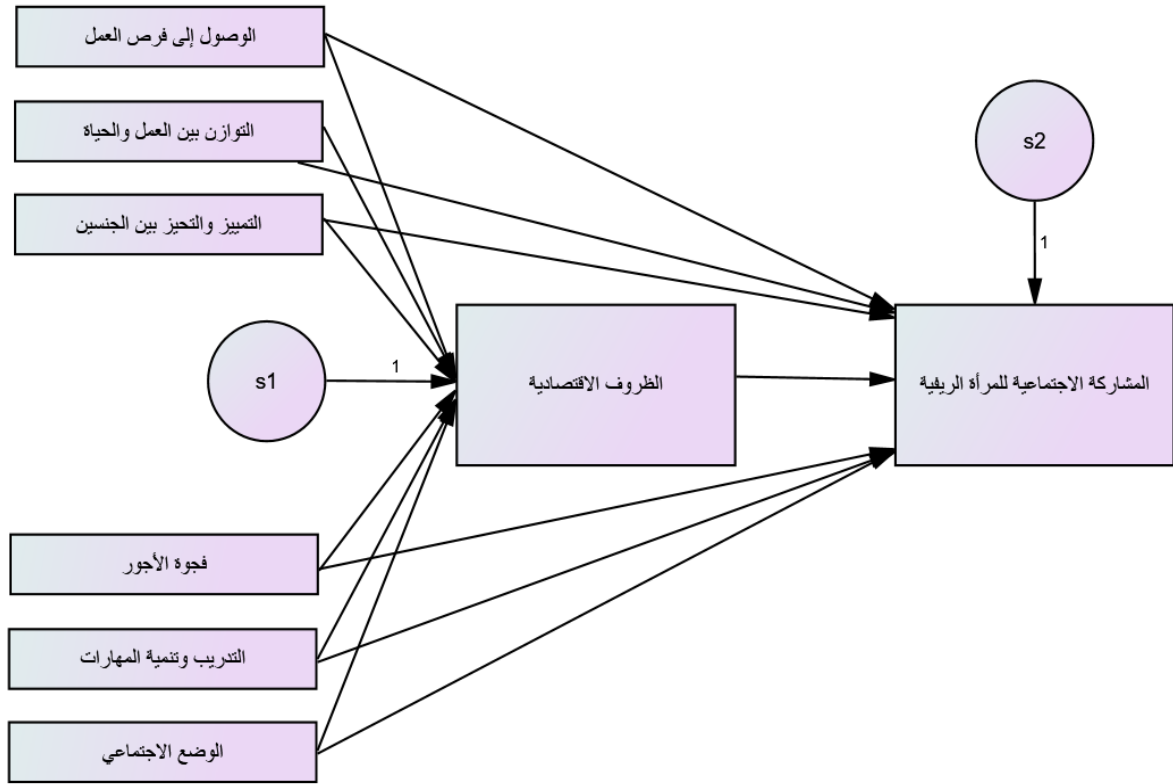 الوصول إلى فرص العمل
التوازن بين العمل والحياة
s2
التمييز والتحيز بين الجنسين
1
s1
1
الظروف الاقتصادية
المشاركة الاجتماعية للمرأة الريفية
فجوة الأجور
التدريب وتنمية المهارات
الوضع الاجتماعي